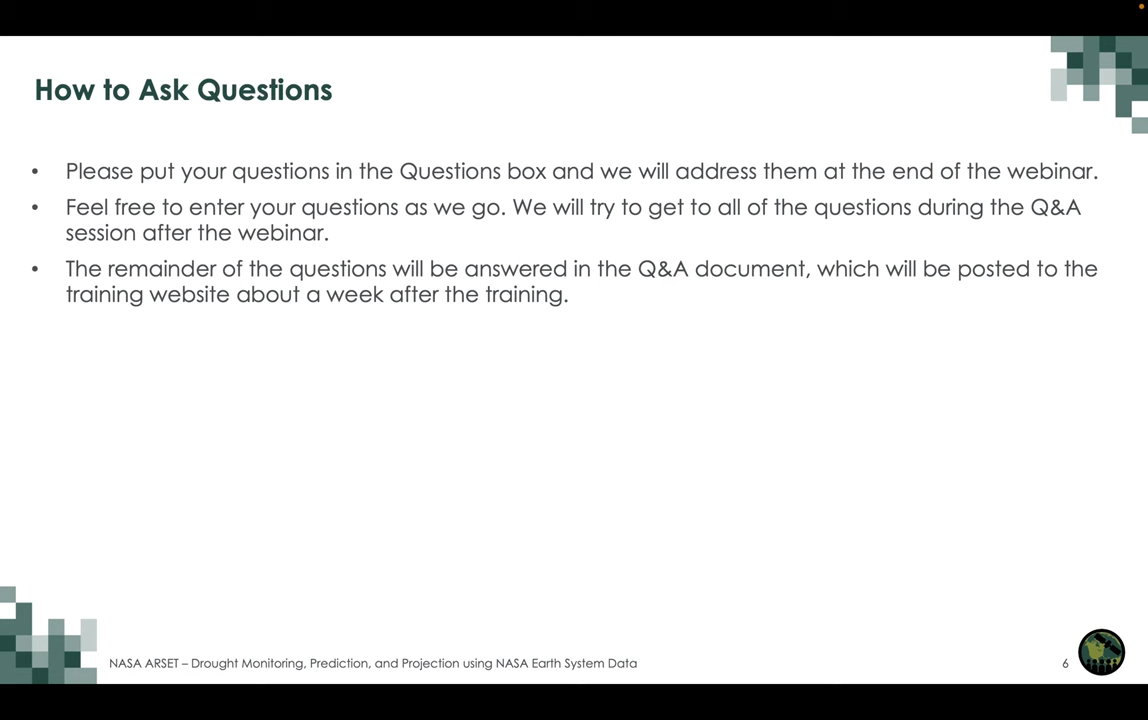 How to Ask Questions
• Please put your questions in the Questions box and we will address them at the end of the webinar.
• Feel free to enter your questions as we go. We will try to get to all of the questions during the Q&A
session after the webinar.
• The remainder of the questions will be answered in the Q&A document, which will be posted to the
training website about a week after the training.
NASA ARSET – Drought Monitoring, Prediction, and Projection using NASA Earth System Data
6